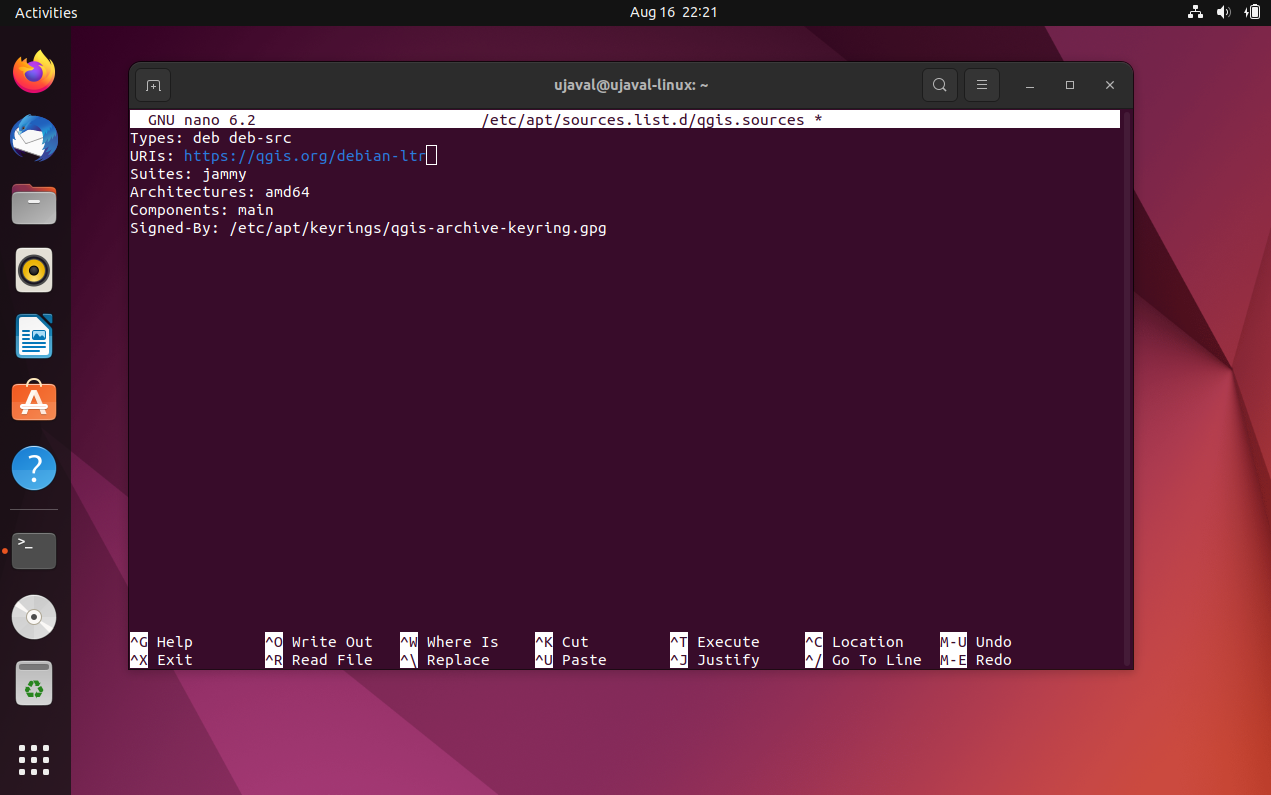 Activities
Aug 16 22:21
ujaval@ujaval-linux: ~
GNU nano 6.2 /etc/apt/sources.list.d/qgis.sources *
Types: deb deb-src
URIs: https://qgis.org/debian-ltr
Suites: jammy
Architectures: amd64
Components: main
Signed-By: /etc/apt/keyrings/qgis-archive-keyring.gpg
^G Help ^O Write Out ^W Where Is ^K Cut ^T Execute ^C Location M-U Undo
^X Exit ^R Read File ^\ Replace ^U Paste ^J Justify ^/ Go To Line M-E Redo